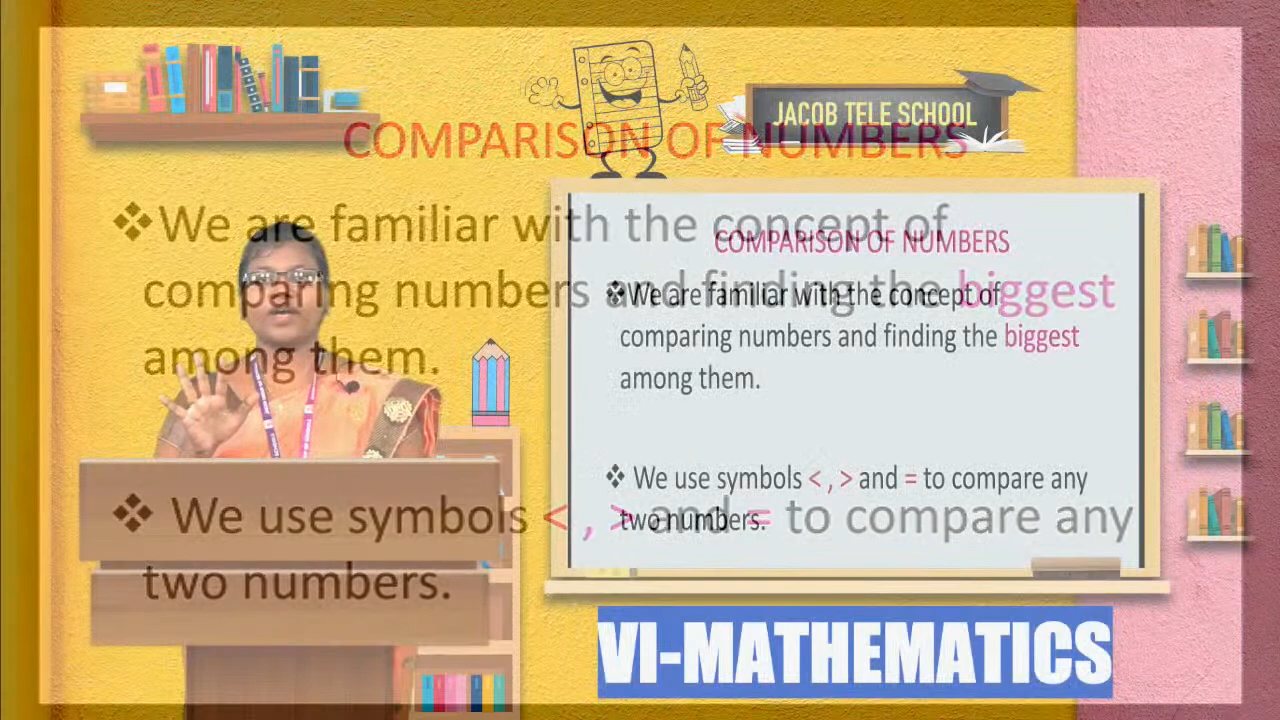 JACOB TELE SCHOOL
COMPARISON OF NUMBERS
❖We are familiar with the concept of
comparing numbers and finding the biggest
among them.
❖ We use symbols < , > and = to compare any
two numbers.
COMPARISON OF NUMBERS
❖We are familiar with the concept of
comparing numbers and finding the biggest
among them.
❖ We use symbols < , > and = to compare any
two numbers.
VI-MATHEMATICS